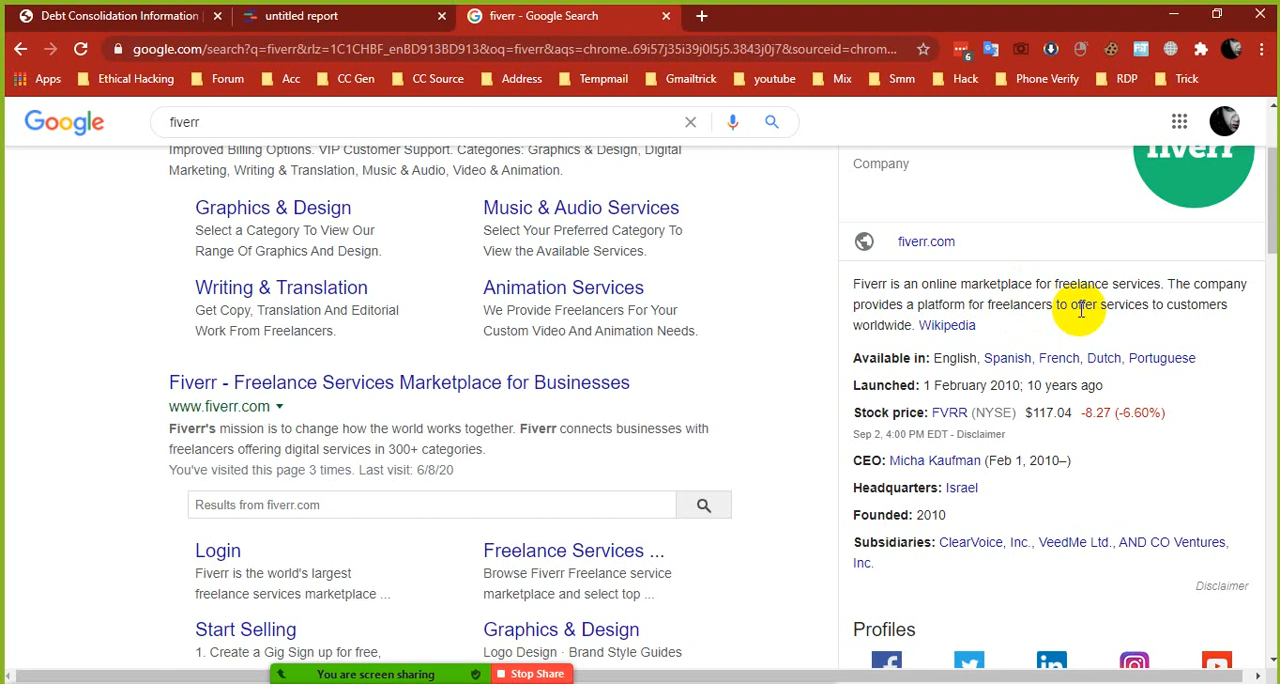 Debt Consolidation Information
untitled report
fiverr - Google Search
google.com/search?q=fiverr&rlz=1C1CHBF_enBD913BD913&oq=fiverr&aqs=chrome..69i57j35i39j0l5j5.3843j0j7&sourceid=chrom...
6
Apps
Ethical Hacking
Forum
Acc
CC Gen
CC Source
Address
Tempmail
Gmailtrick
youtube
Mix
Smm
Hack
Phone Verify
RDP
Trick
Google
fiverr
Improved Billing Options. VIP Customer Support. Categories: Graphics & Design, Digital
Marketing, Writing & Translation, Music & Audio, Video & Animation.
Graphics & Design
Select a Category To View Our
Range Of Graphics And Design.
Music & Audio Services
Select Your Preferred Category To
View the Available Services.
Writing & Translation
Get Copy, Translation And Editorial
Work From Freelancers.
Animation Services
We Provide Freelancers For Your
Custom Video And Animation Needs.
Fiverr - Freelance Services Marketplace for Businesses
www.fiverr.com
Fiverr's mission is to change how the world works together. Fiverr connects businesses with
freelancers offering digital services in 300+ categories.
You've visited this page 3 times. Last visit: 6/8/20
Results from fiverr.com
Login
Fiverr is the world's largest
freelance services marketplace ...
Freelance Services ...
Browse Fiverr Freelance service
marketplace and select top ...
Start Selling
1. Create a Gig Sign up for free,
Graphics & Design
Logo Design · Brand Style Guides
Company
fiverr
fiverr.com
Fiverr is an online marketplace for freelance services. The company
provides a platform for freelancers to offer services to customers
worldwide. Wikipedia
Available in: English, Spanish, French, Dutch, Portuguese
Launched: 1 February 2010; 10 years ago
Stock price: FVRR (NYSE) $117.04 -8.27 (-6.60%)
Sep 2, 4:00 PM EDT - Disclaimer
CEO: Micha Kaufman (Feb 1, 2010–)
Headquarters: Israel
Founded: 2010
Subsidiaries: ClearVoice, Inc., VeedMe Ltd., AND CO Ventures,
Inc.
Disclaimer
Profiles
You are screen sharing
Stop Share